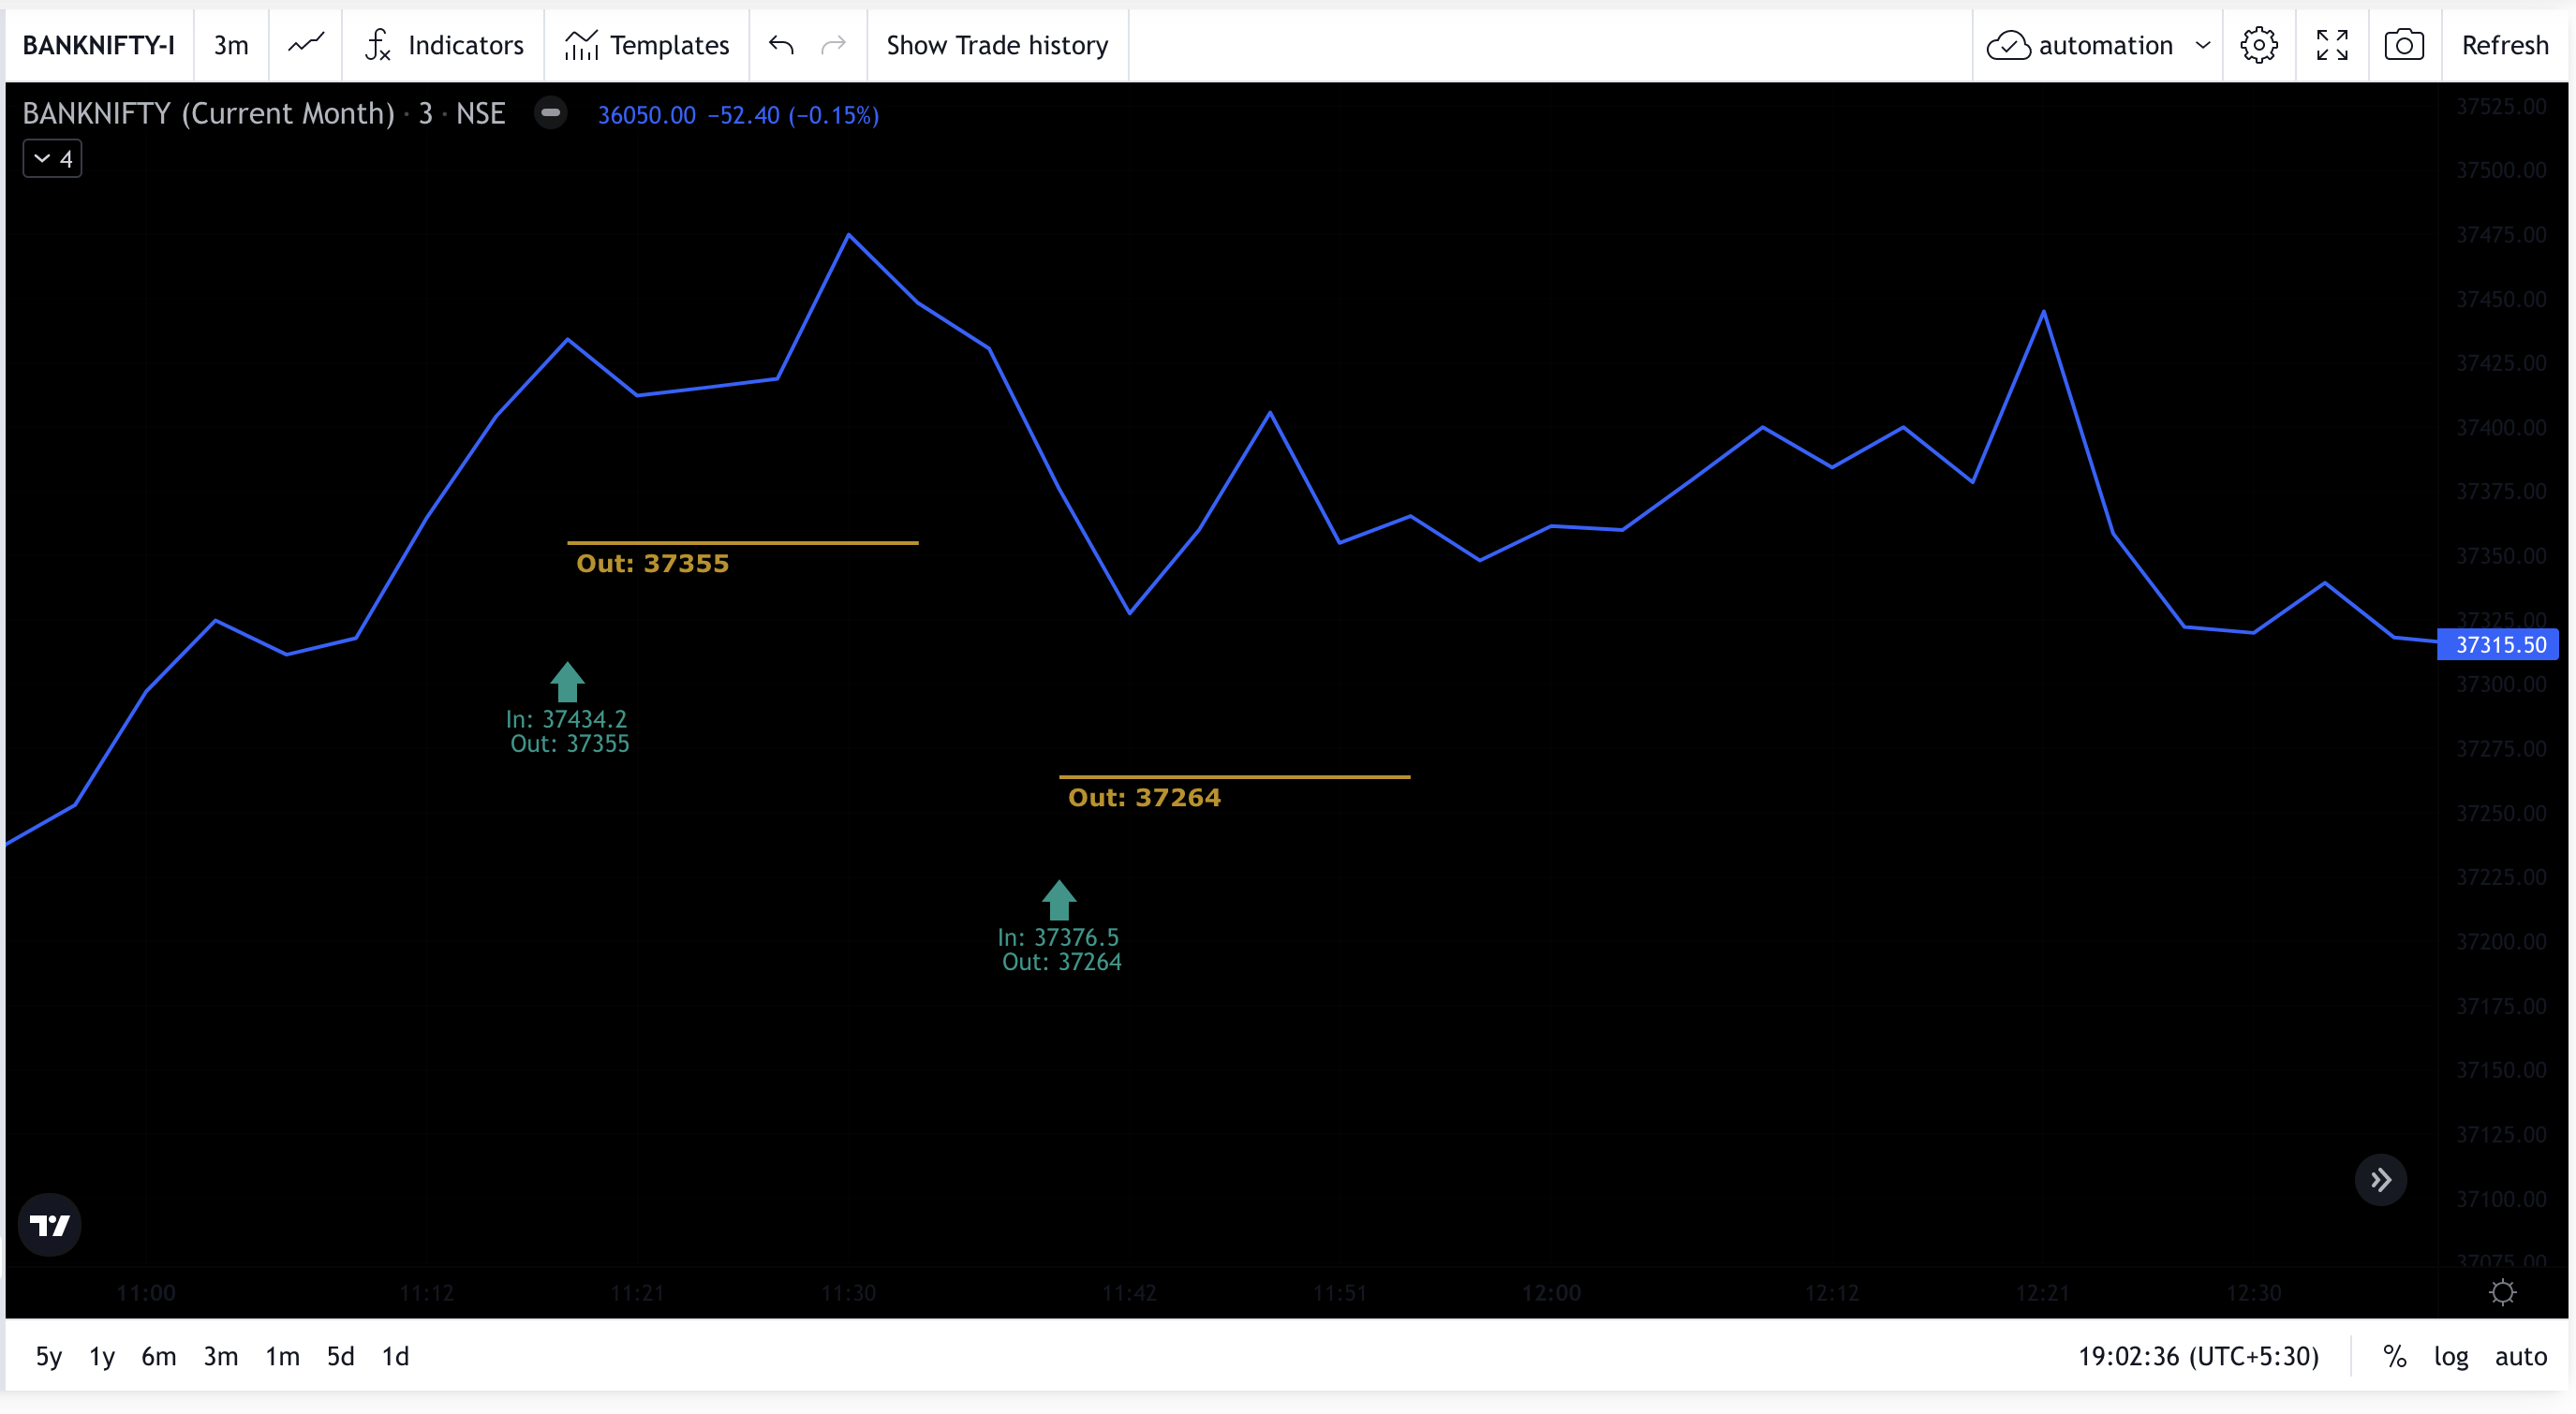 BANKNIFTY-I 3m Indicators Templates Show Trade history automation Refresh
BANKNIFTY (Current Month) · 3 · NSE 36050.00 −52.40 (−0.15%)
4
37525.00
37500.00
37475.00
37450.00
37425.00
37400.00
37375.00
37350.00
37325.00
37315.50
37300.00
37275.00
37250.00
37225.00
37200.00
37175.00
37150.00
37125.00
37100.00
37075.00
Out: 37355
In: 37434.2
Out: 37355
Out: 37264
In: 37376.5
Out: 37264
11:00 11:12 11:21 11:30 11:42 11:51 12:00 12:12 12:21 12:30
5y 1y 6m 3m 1m 5d 1d 19:02:36 (UTC+5:30) % log auto